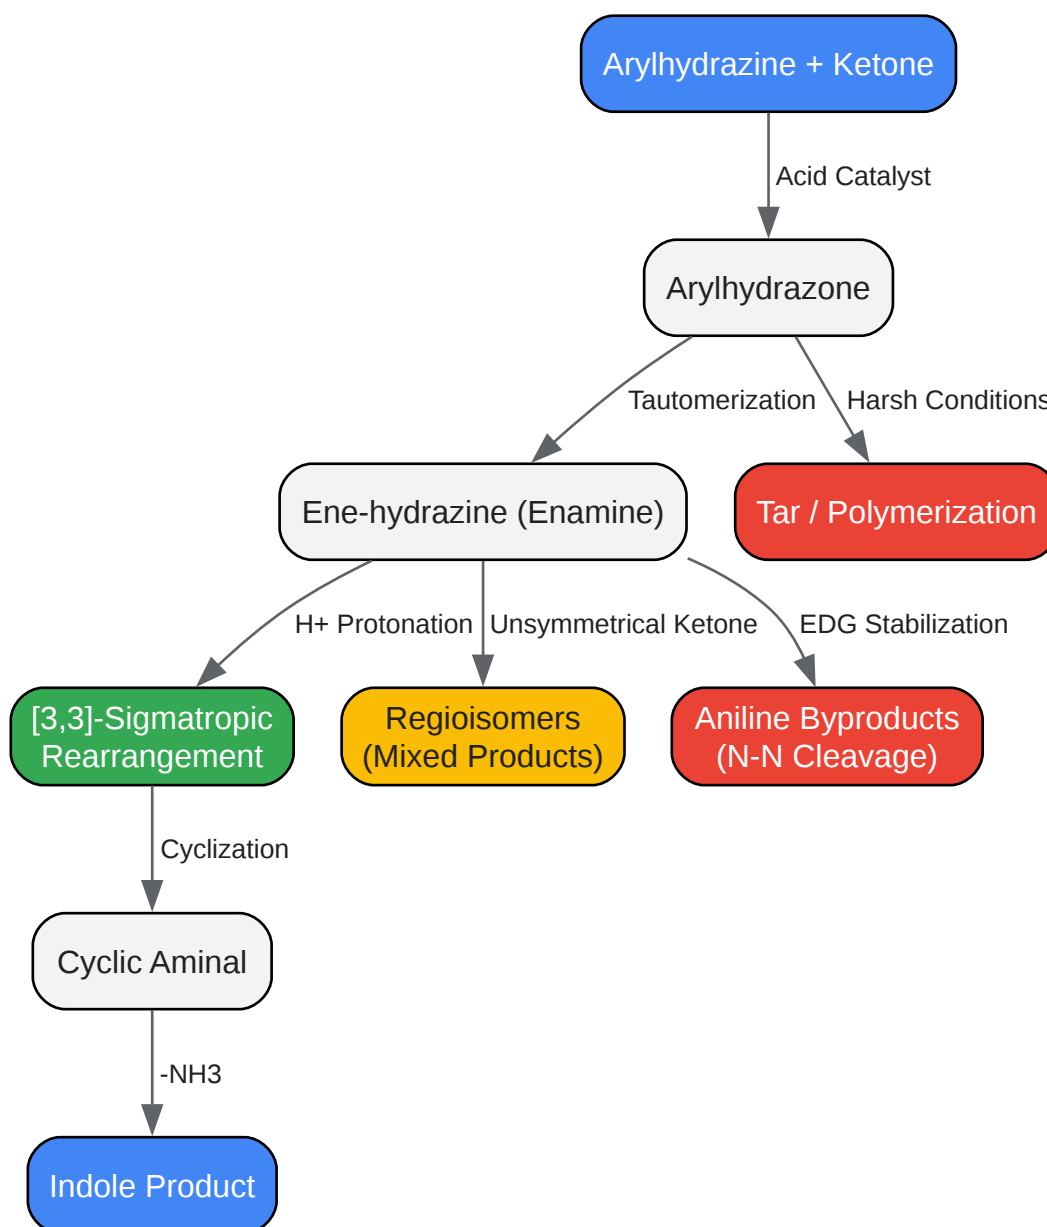 Arylhydrazine + Ketone
Acid Catalyst
Arylhydrazone
Tautomerization
Harsh Conditions
Ene-hydrazine (Enamine)
Tar / Polymerization
H+ Protonation
Unsymmetrical Ketone
EDG Stabilization
[3,3]-Sigmatropic
Rearrangement
Regioisomers
(Mixed Products)
Aniline Byproducts
(N-N Cleavage)
Cyclization
Cyclic Aminal
-NH3
Indole Product